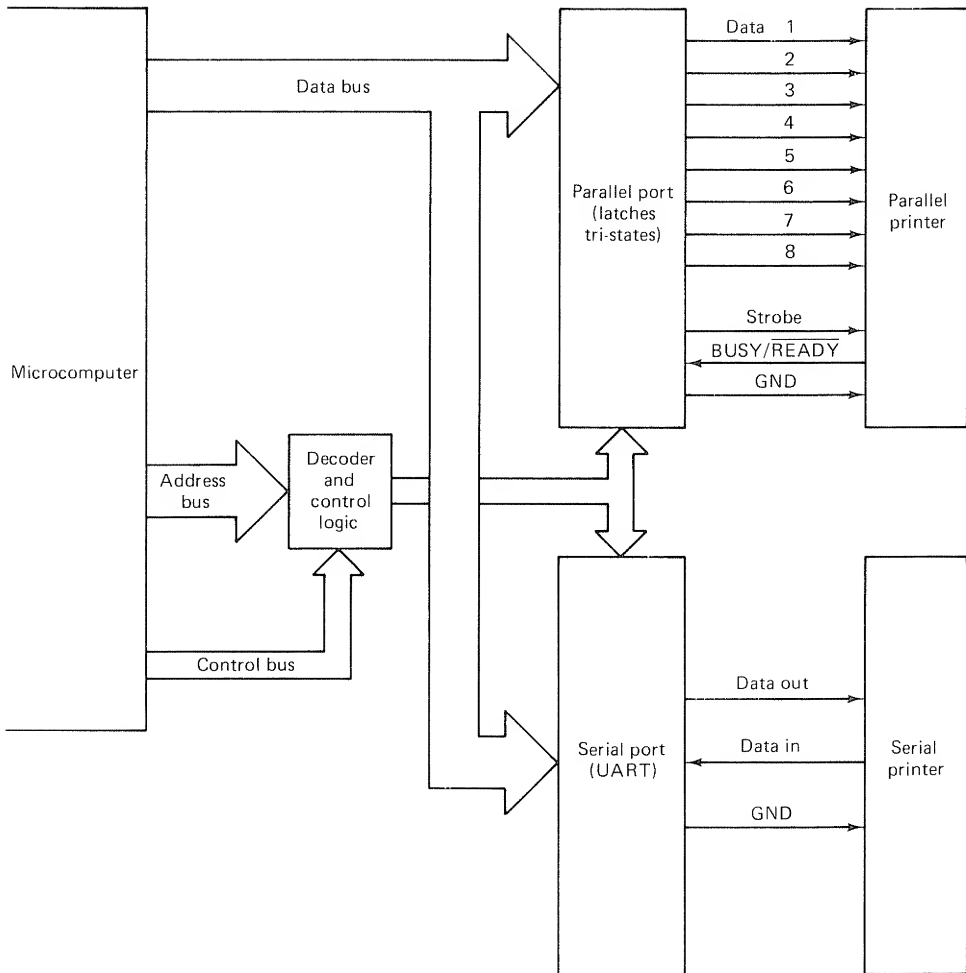 Data 1
2
3
4
5
6
7
8
Data bus
Parallel port
(latches
tri-states)
Parallel
printer
Strobe
BUSY/READY
GND
Microcomputer
Address
bus
Decoder
and
control
logic
Control bus
Data out
Data in
GND
Serial port
(UART)
Serial
printer